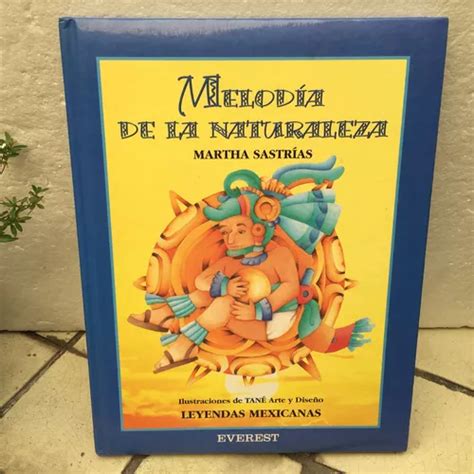 MELODÍA
DE LA NATURALEZA
MARTHA SASTRÍAS
Ilustraciones de TANÉ Arte y Diseño
LEYENDAS MEXICANAS
EVEREST